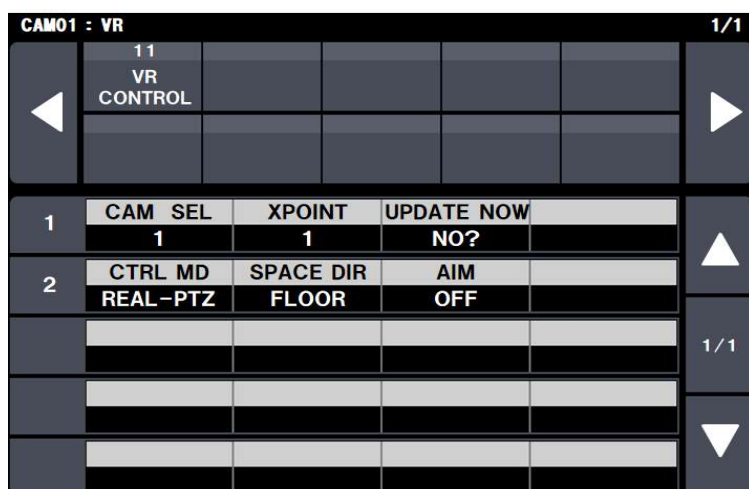 CAM01 : VR 1/1
11
VR
CONTROL
CAM SEL XPOINT UPDATE NOW
1
1 1 NO?
CTRL MD SPACE DIR AIM
2
REAL-PTZ FLOOR OFF
1/1